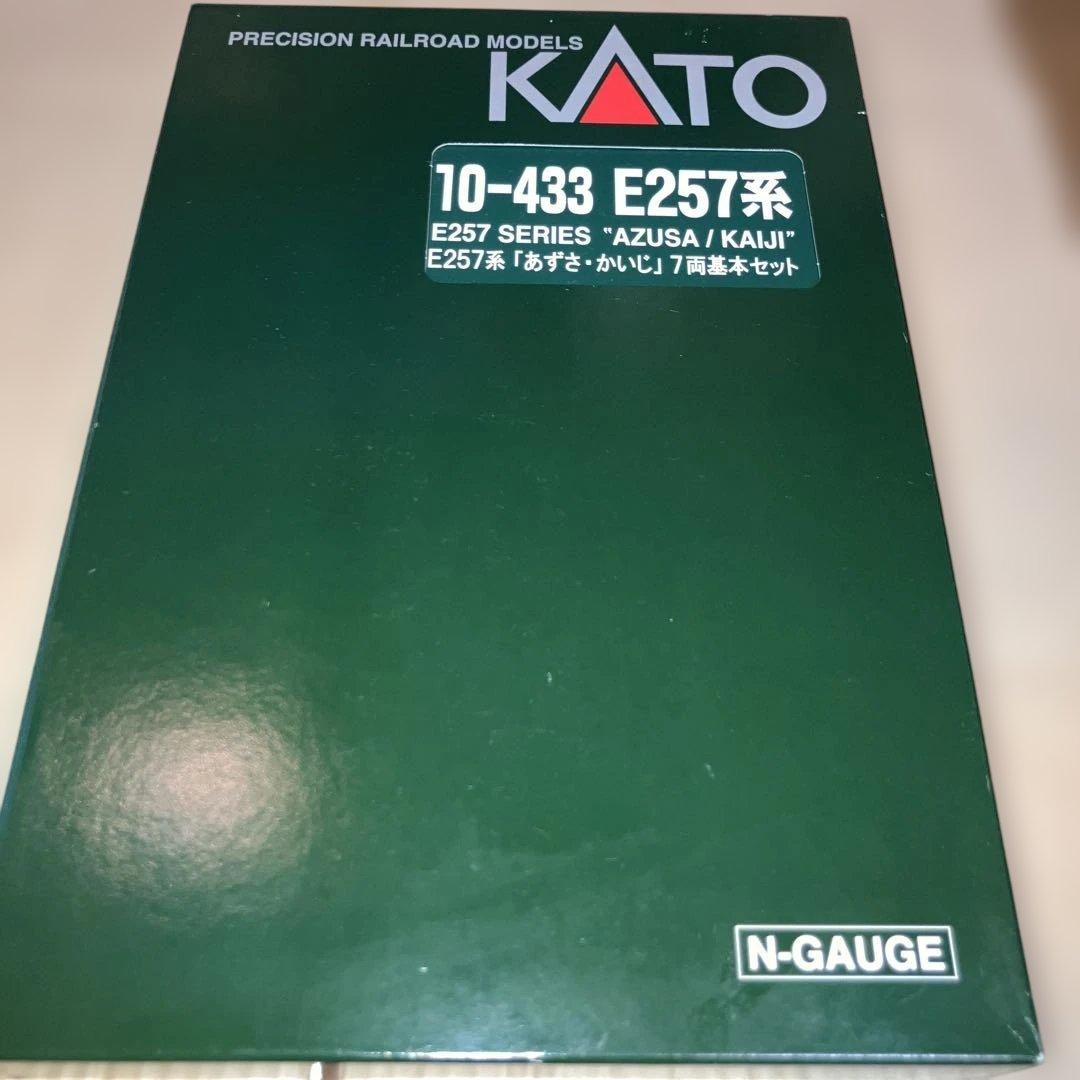 PRECISION RAILROAD MODELS
KATO
10-433 E257系
E257 SERIES "AZUSA / KAIJI"
E257系「あずさ・かいじ」7両基本セット
N-GAUGE